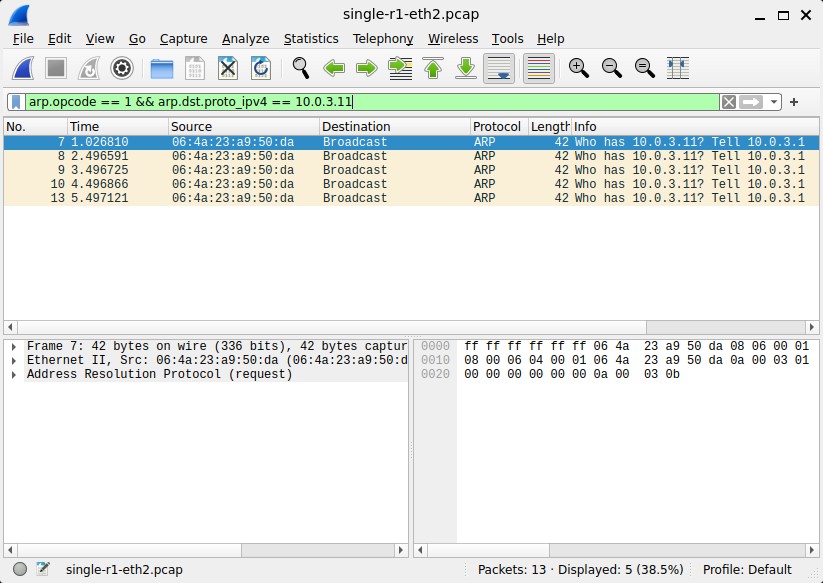 single-r1-eth2.pcap
File Edit View Go Capture Analyze Statistics Telephony Wireless Tools Help
arp.opcode == 1 && arp.dst.proto_ipv4 == 10.0.3.11
No. Time Source Destination Protocol Length Info
7 1.026810 06:4a:23:a9:50:da Broadcast ARP 42 Who has 10.0.3.11? Tell 10.0.3.1
8 2.496591 06:4a:23:a9:50:da Broadcast ARP 42 Who has 10.0.3.11? Tell 10.0.3.1
9 3.496725 06:4a:23:a9:50:da Broadcast ARP 42 Who has 10.0.3.11? Tell 10.0.3.1
10 4.496866 06:4a:23:a9:50:da Broadcast ARP 42 Who has 10.0.3.11? Tell 10.0.3.1
13 5.497121 06:4a:23:a9:50:da Broadcast ARP 42 Who has 10.0.3.11? Tell 10.0.3.1
Frame 7: 42 bytes on wire (336 bits), 42 bytes captur
Ethernet II, Src: 06:4a:23:a9:50:da (06:4a:23:a9:50:d
Address Resolution Protocol (request)
0000 ff ff ff ff ff ff 06 4a 23 a9 50 da 08 06 00 01
0010 08 00 06 04 00 01 06 4a 23 a9 50 da 0a 00 03 01
0020 00 00 00 00 00 00 0a 00 03 0b
single-r1-eth2.pcap Packets: 13 · Displayed: 5 (38.5%) Profile: Default